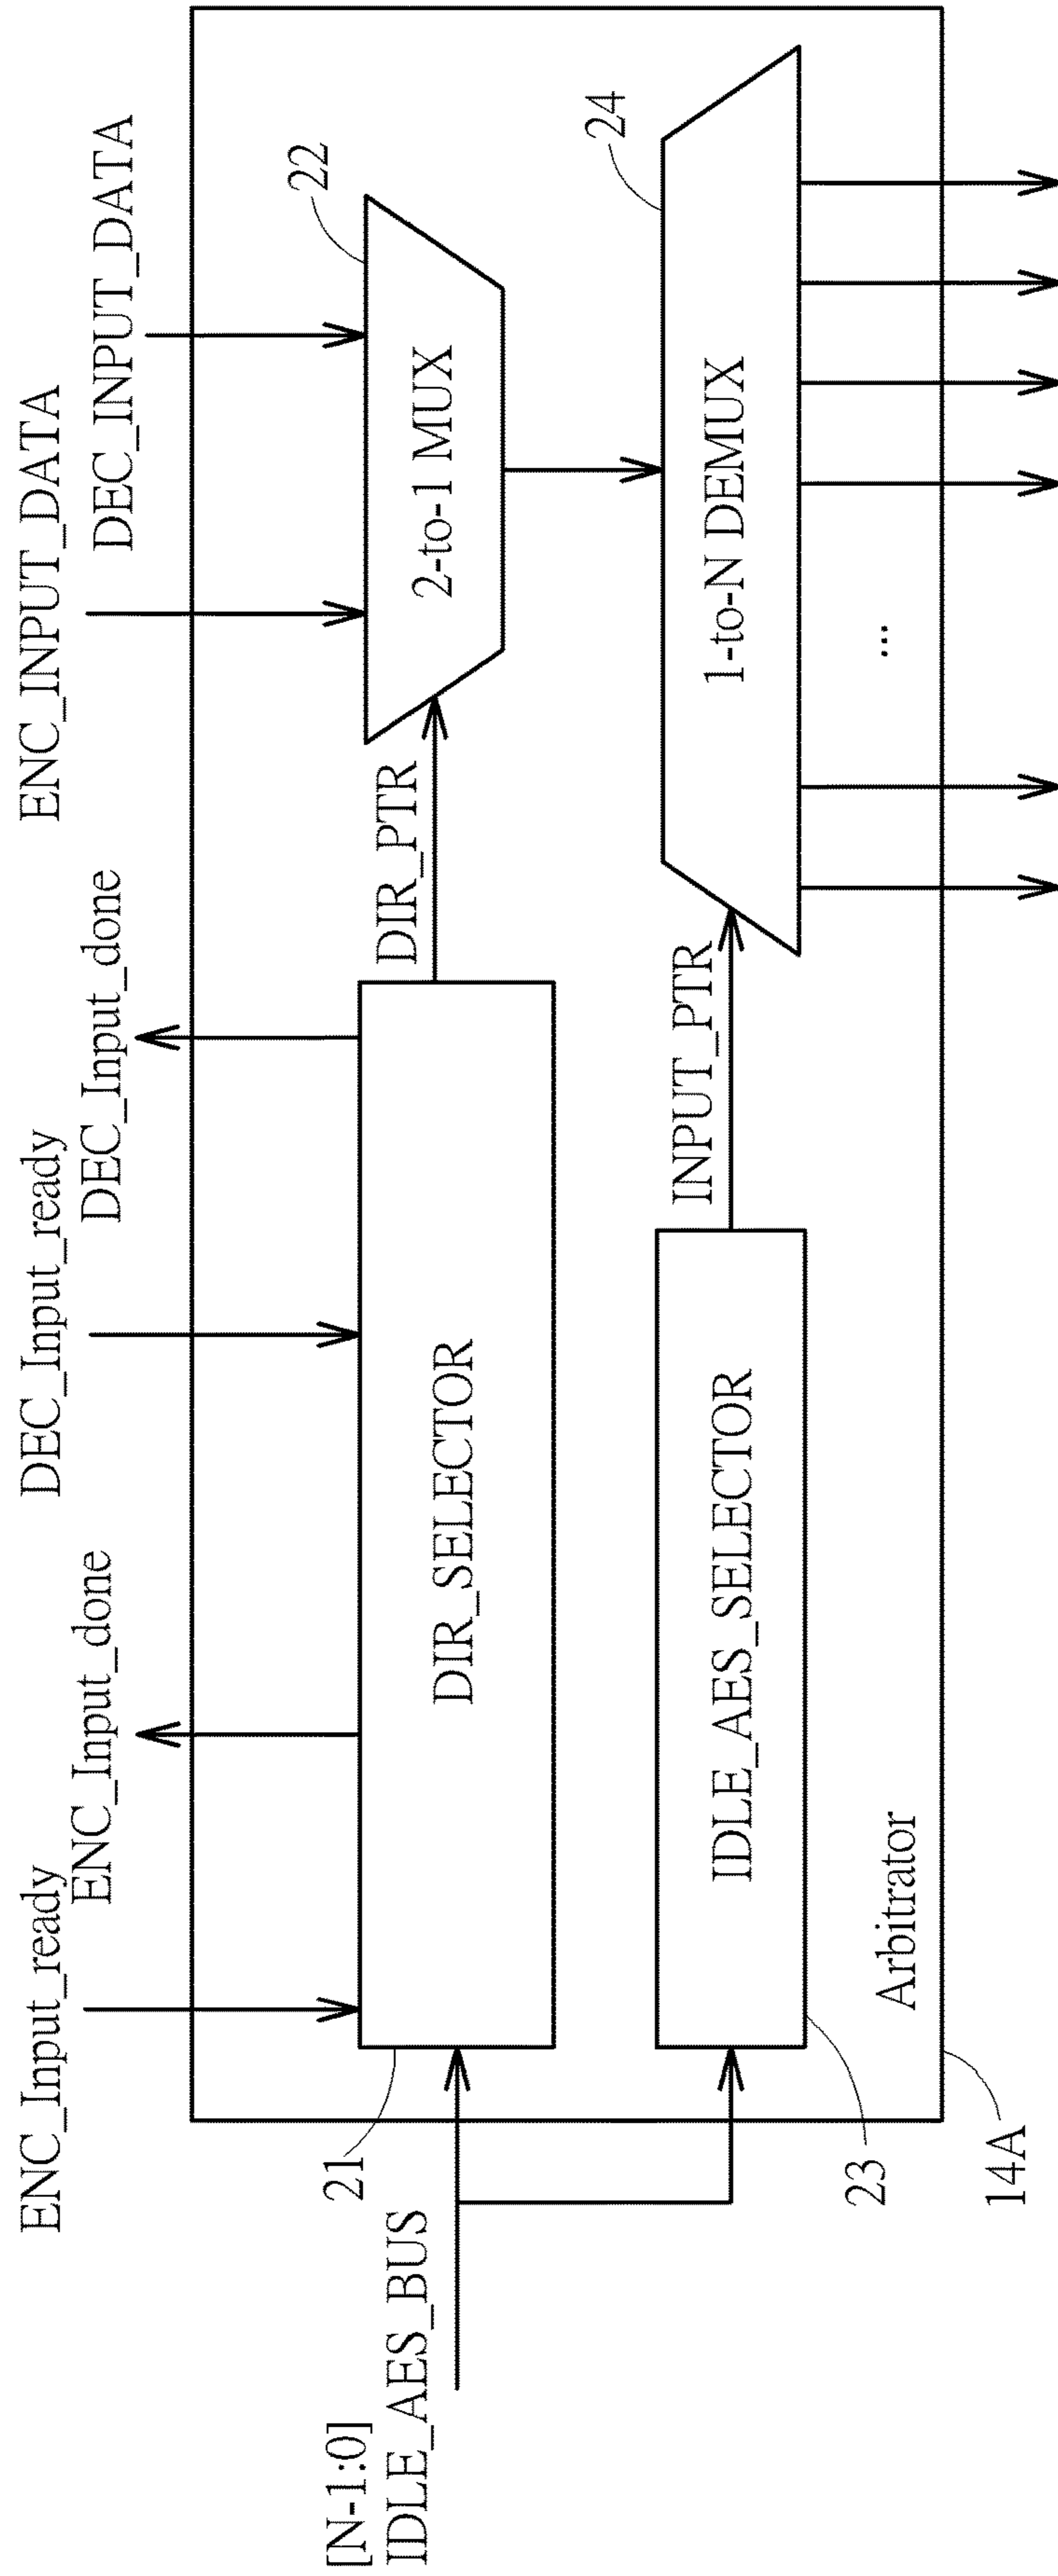 ENC_Input_ready
ENC_Input_done
DEC_Input_ready
DEC_Input_done
ENC_INPUT_DATA
DEC_INPUT_DATA
[N-1:0]
IDLE_AES_BUS
21
DIR_SELECTOR
DIR_PTR
2-to-1 MUX
22
23
IDLE_AES_SELECTOR
INPUT_PTR
1-to-N DEMUX
24
...
Arbitrator
14A